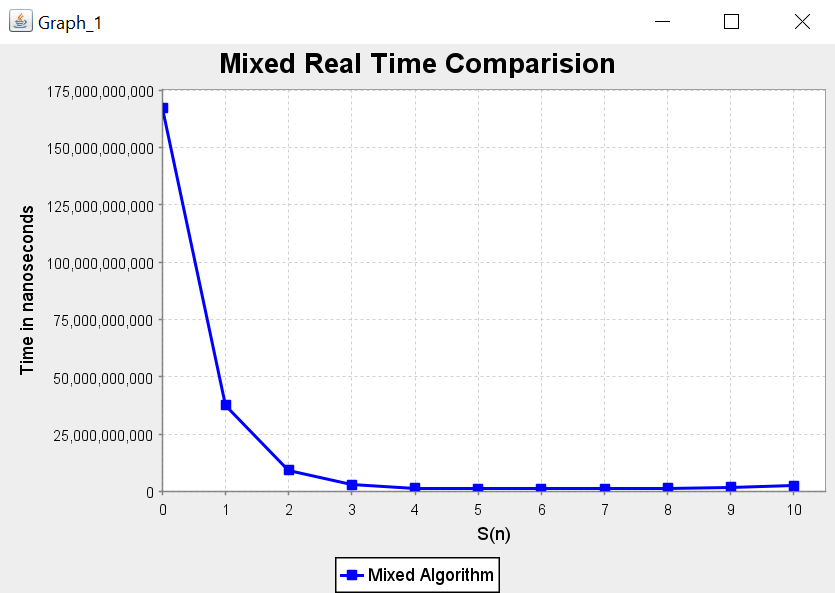 Graph_1
Mixed Real Time Comparision
Time in nanoseconds
175,000,000,000
150,000,000,000
125,000,000,000
100,000,000,000
75,000,000,000
50,000,000,000
25,000,000,000
0
0 1 2 3 4 5 6 7 8 9 10
S(n)
Mixed Algorithm